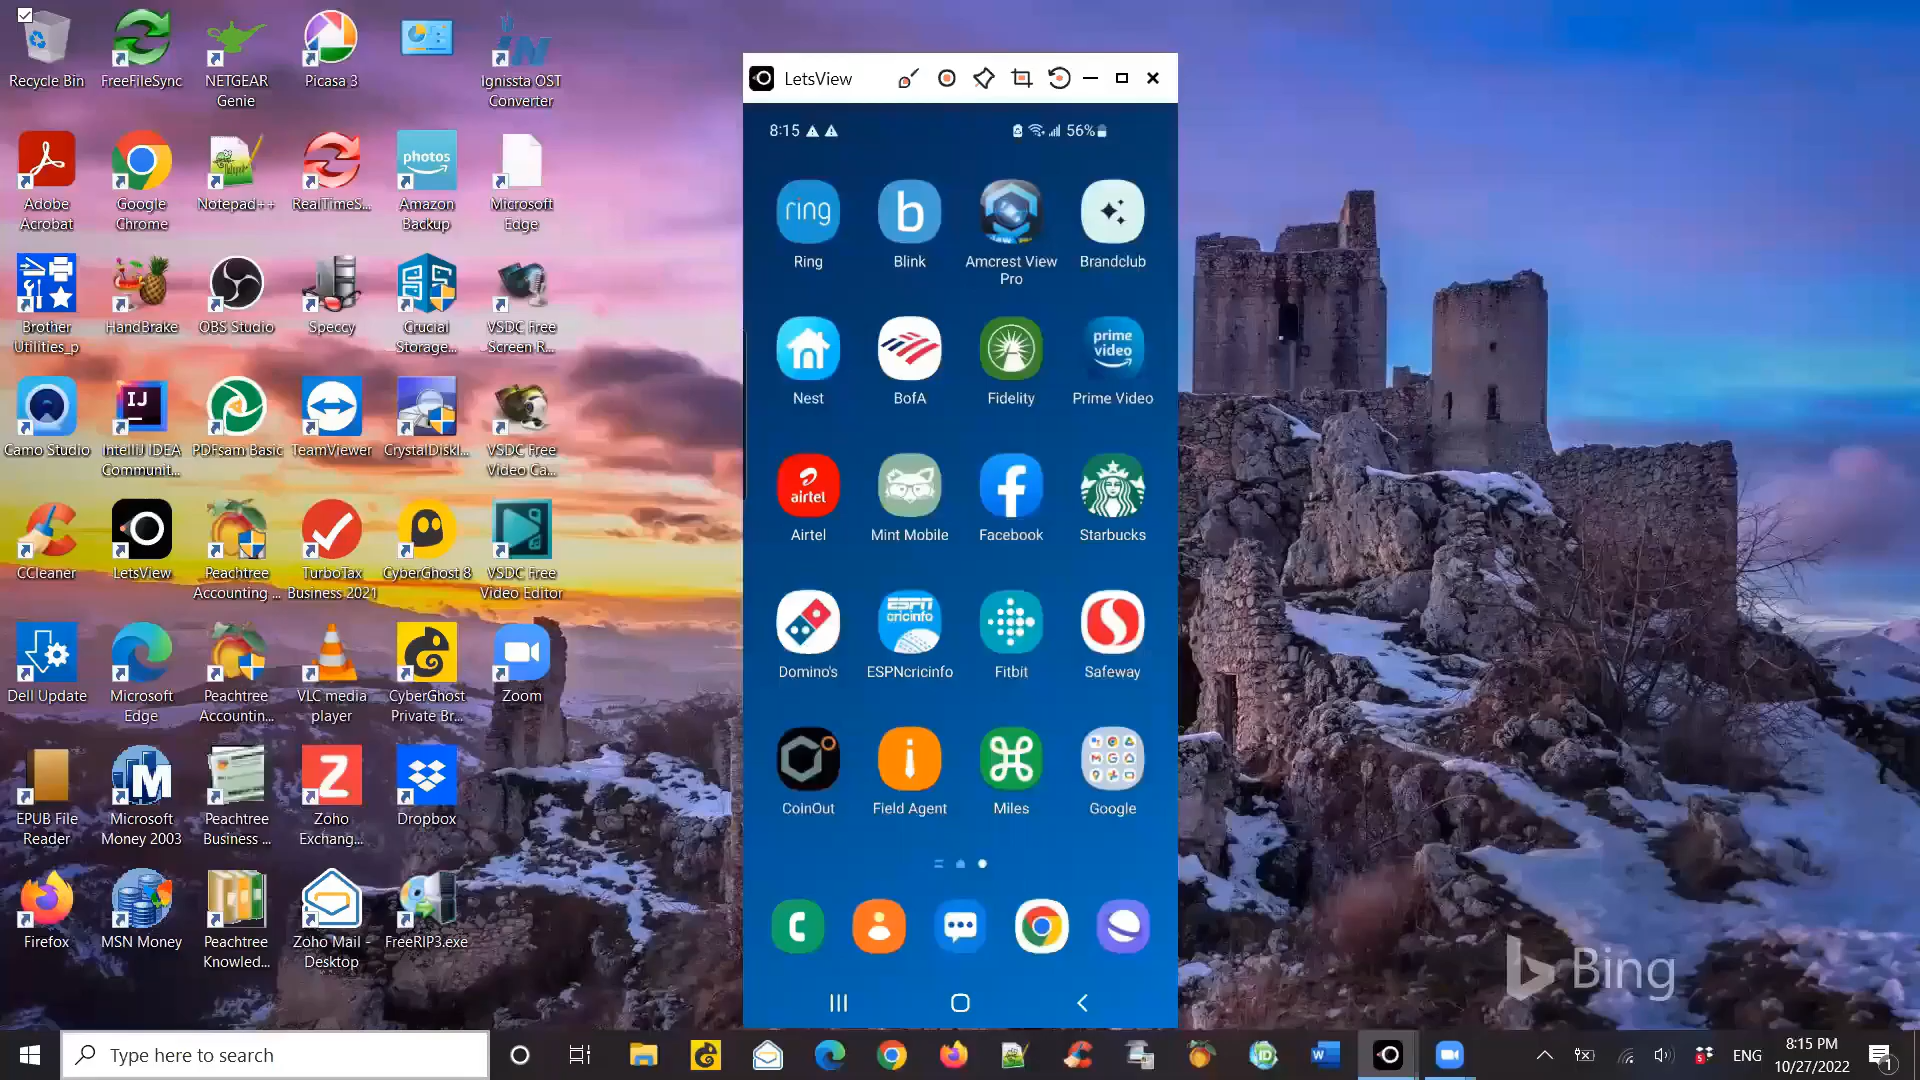 Recycle Bin
FreeFileSync
NETGEAR
Genie
Picasa 3
Ignissta OST
Converter
Adobe
Acrobat
Google
Chrome
Notepad++
RealTimeS...
photos
Amazon
Backup
Microsoft
Edge
Brother
Utilities_p
HandBrake
OBS Studio
Speccy
Crucial
Storage...
VSDC Free
Screen R...
Camo Studio
IJ
IntelliJ IDEA
Communit...
PDFsam Basic
TeamViewer
CrystalDiskI...
VSDC Free
Video Ca...
CCleaner
LetsView
Peachtree
Accounting ...
TurboTax
Business 2021
CyberGhost 8
VSDC Free
Video Editor
Dell Update
Microsoft
Edge
Peachtree
Accountin...
VLC media
player
CyberGhost
Private Br...
Zoom
EPUB File
Reader
Microsoft
Money 2003
Peachtree
Business ...
Zoho
Exchang...
Dropbox
Firefox
MSN Money
Peachtree
Knowled...
Zoho Mail -
Desktop
FreeRIP3.exe
LetsView
8:15
56%
ring
Ring
b
Blink
Amcrest View
Pro
Brandclub
Nest
BofA
Fidelity
prime
video
Prime Video
airtel
Airtel
Mint Mobile
Facebook
Starbucks
Domino's
ESPN
cricinfo
ESPNcricinfo
Fitbit
Safeway
CoinOut
Field Agent
Miles
Google
Bing
Type here to search
ENG
8:15 PM
10/27/2022
1